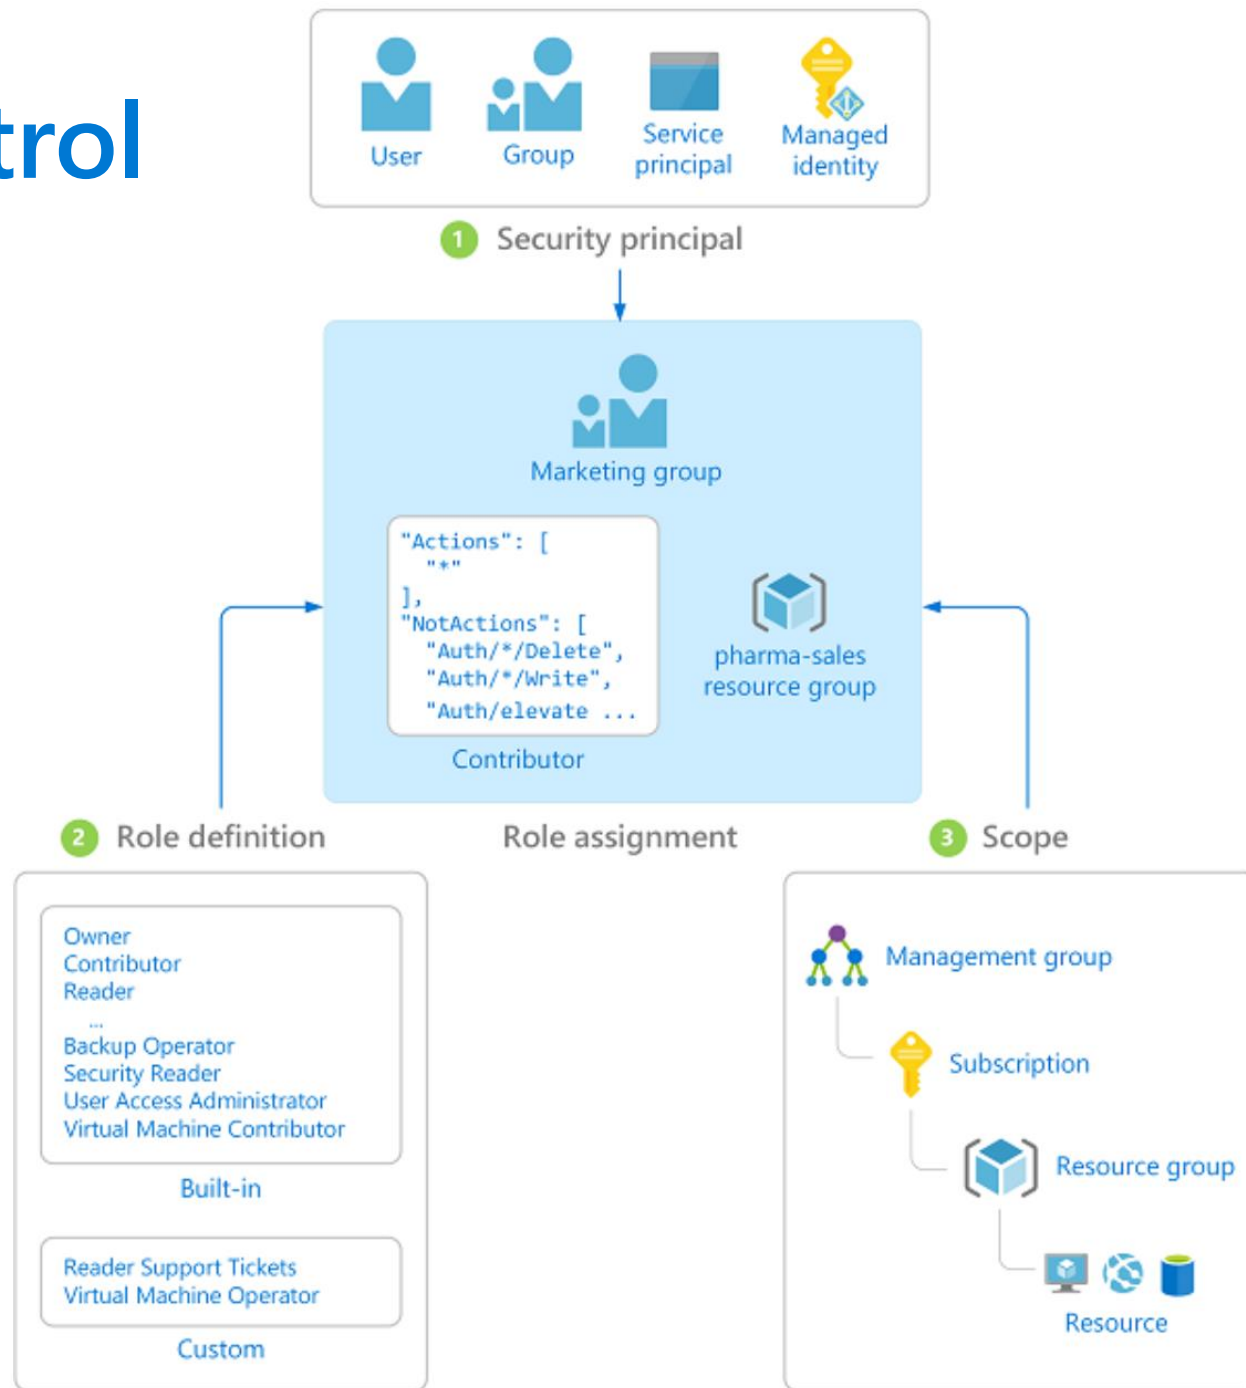 trol
User
Group
Service
principal
Managed
identity
1 Security principal
Marketing group
"Actions": [
"*"
],
"NotActions": [
"Auth/*/Delete",
"Auth/*/Write",
"Auth/elevate ...
Contributor
pharma-sales
resource group
2 Role definition
Role assignment
3 Scope
Owner
Contributor
Reader
...
Backup Operator
Security Reader
User Access Administrator
Virtual Machine Contributor
Built-in
Reader Support Tickets
Virtual Machine Operator
Custom
Management group
Subscription
Resource group
Resource